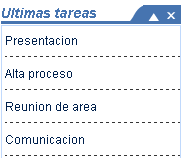 Ultimas tareas
Presentacion
Alta proceso
Reunion de area
Comunicacion